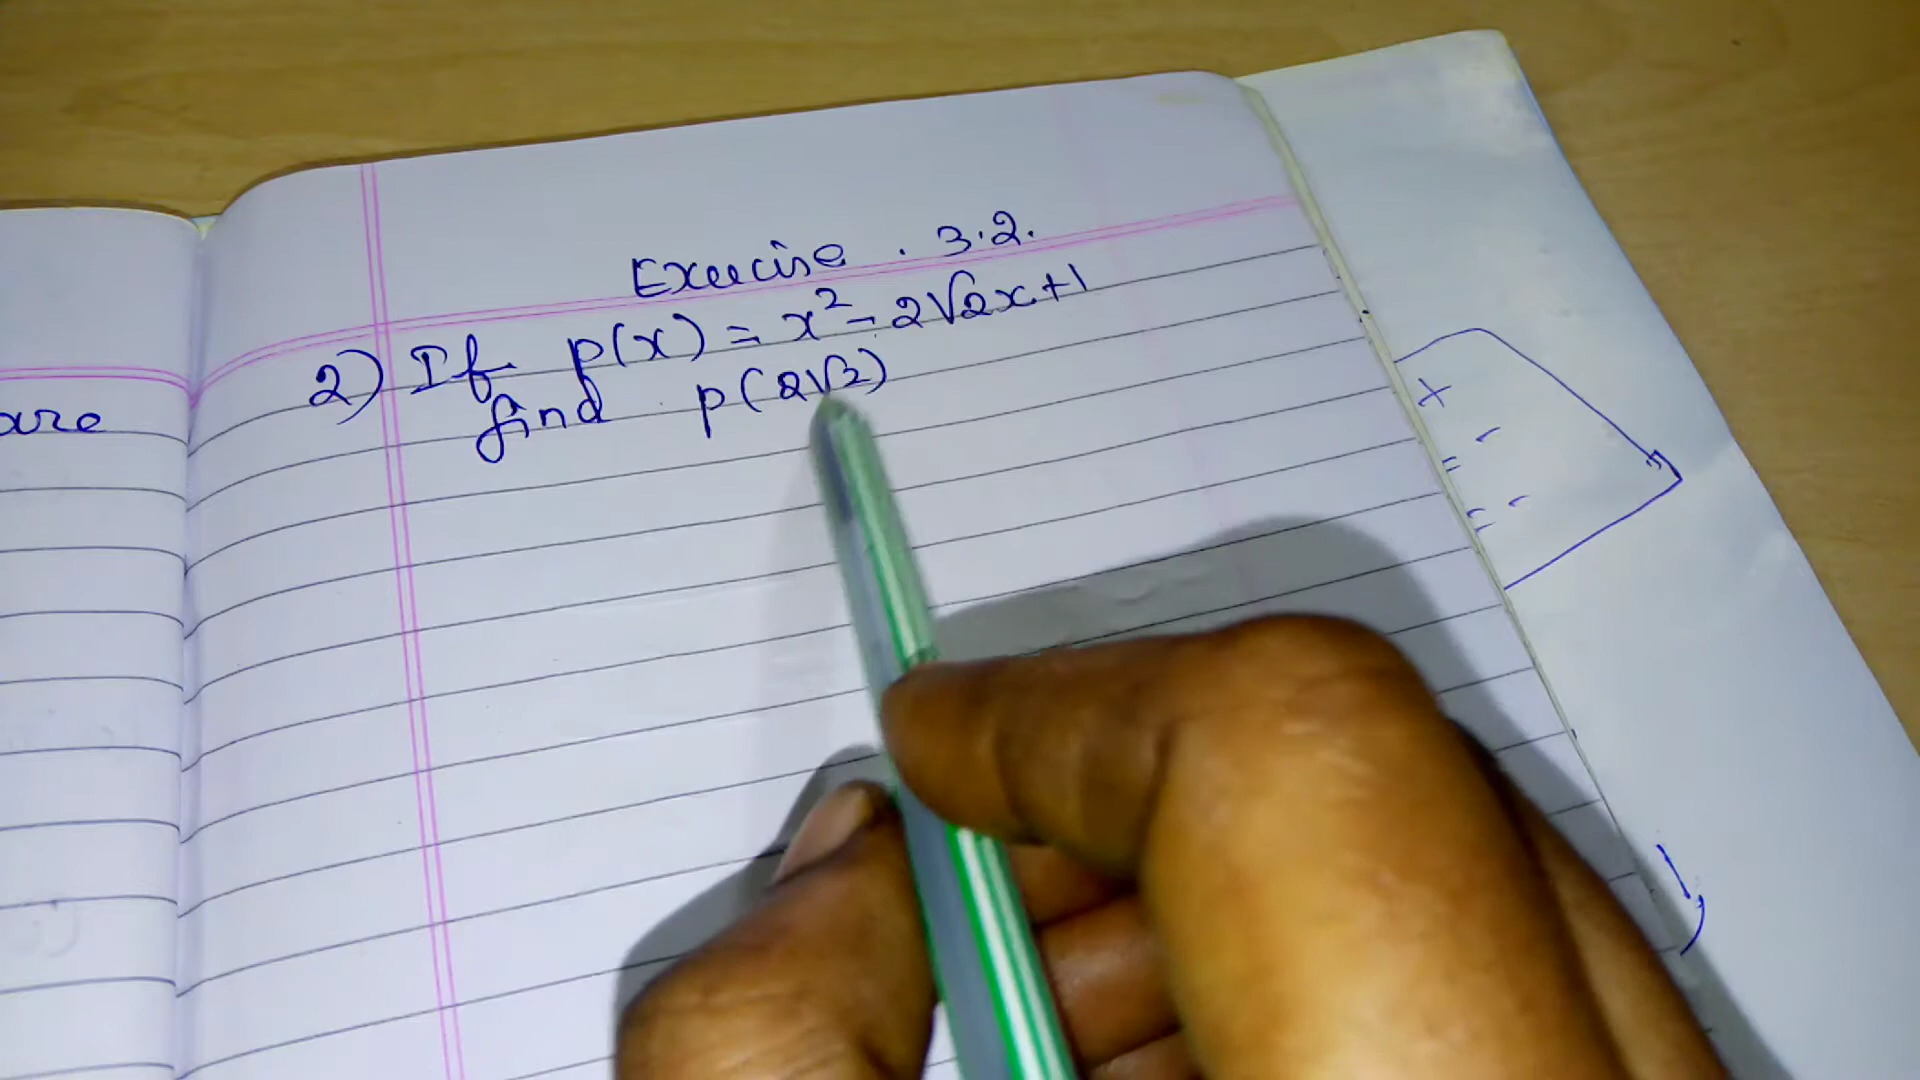 are
Exercise . 3.2.
2) If p(x) = x² - 2√2x+1
find p(2√2)